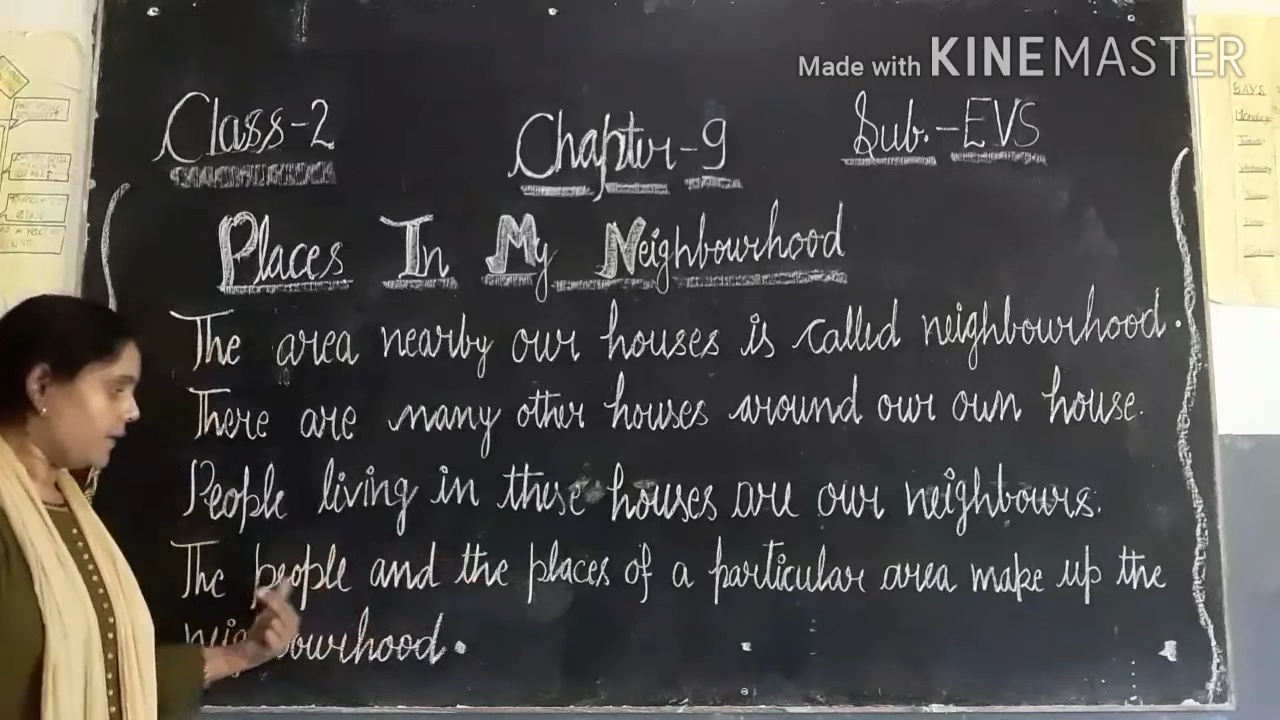 Made with KINEMASTER
Class-2
Chapter-9
Sub.-EVS
Places In My Neighbourhood
The area nearby our houses is called neighbourhood.
There are many other houses around our own house.
People living in these houses are our neighbours.
The people and the places of a particular area make up the
neighbourhood.
DAYS
Monday